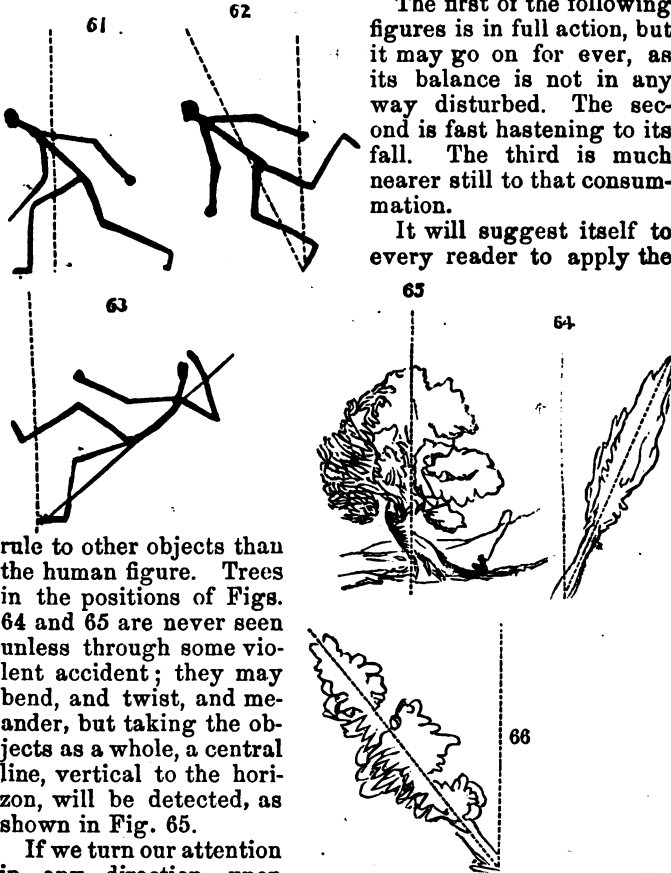 61
62
The first of the following
figures is in full action, but
it may go on for ever, as
its balance is not in any
way disturbed. The sec-
ond is fast hastening to its
fall. The third is much
nearer still to that consum-
mation.
It will suggest itself to
every reader to apply the
63
65
64
rule to other objects than
the human figure. Trees
in the positions of Figs.
64 and 65 are never seen
unless through some vio-
lent accident; they may
bend, and twist, and me-
ander, but taking the ob-
jects as a whole, a central
line, vertical to the hori-
zon, will be detected, as
shown in Fig. 65.
66
If we turn our attention
in any direction upon